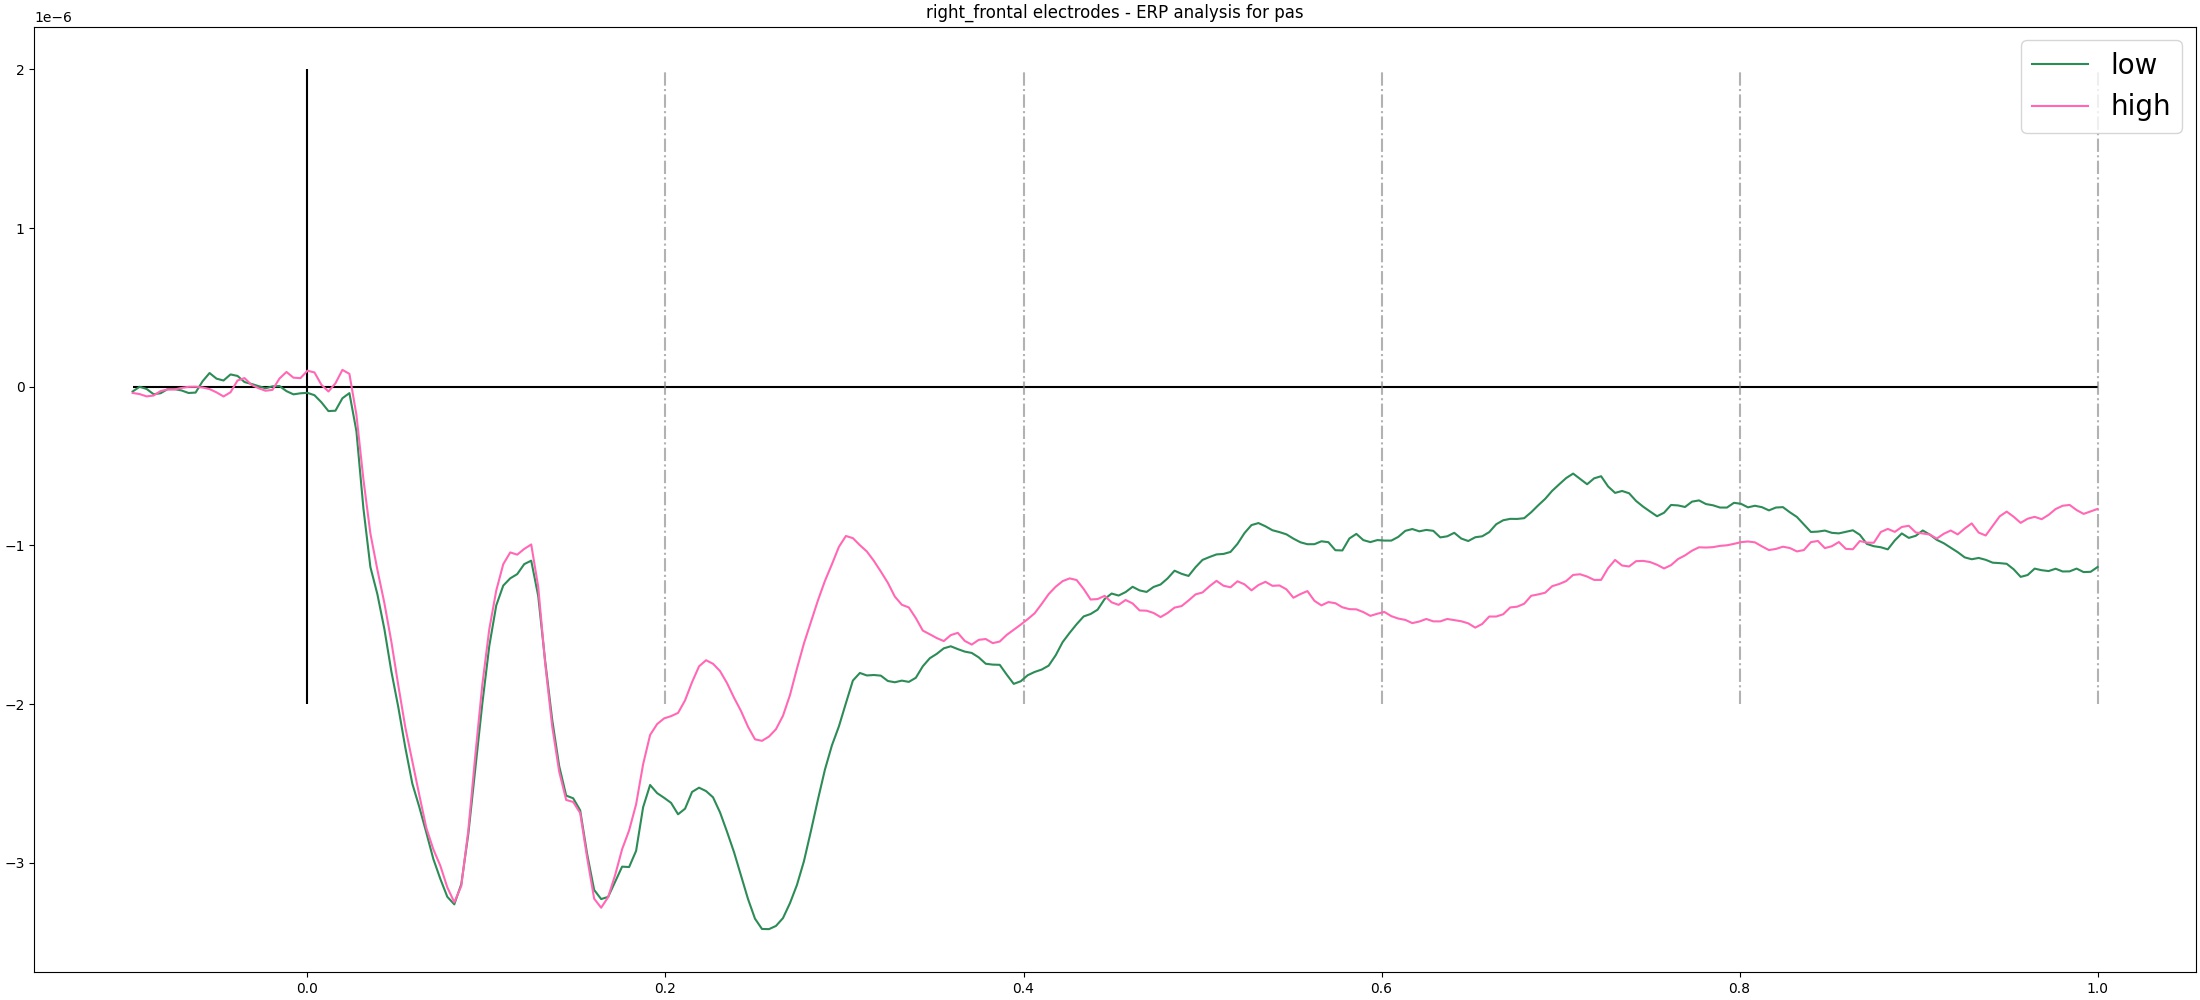 right_frontal electrodes - ERP analysis for pas
1e−6
low
high
2
1
0
−1
−2
−3
0.0 0.2 0.4 0.6 0.8 1.0